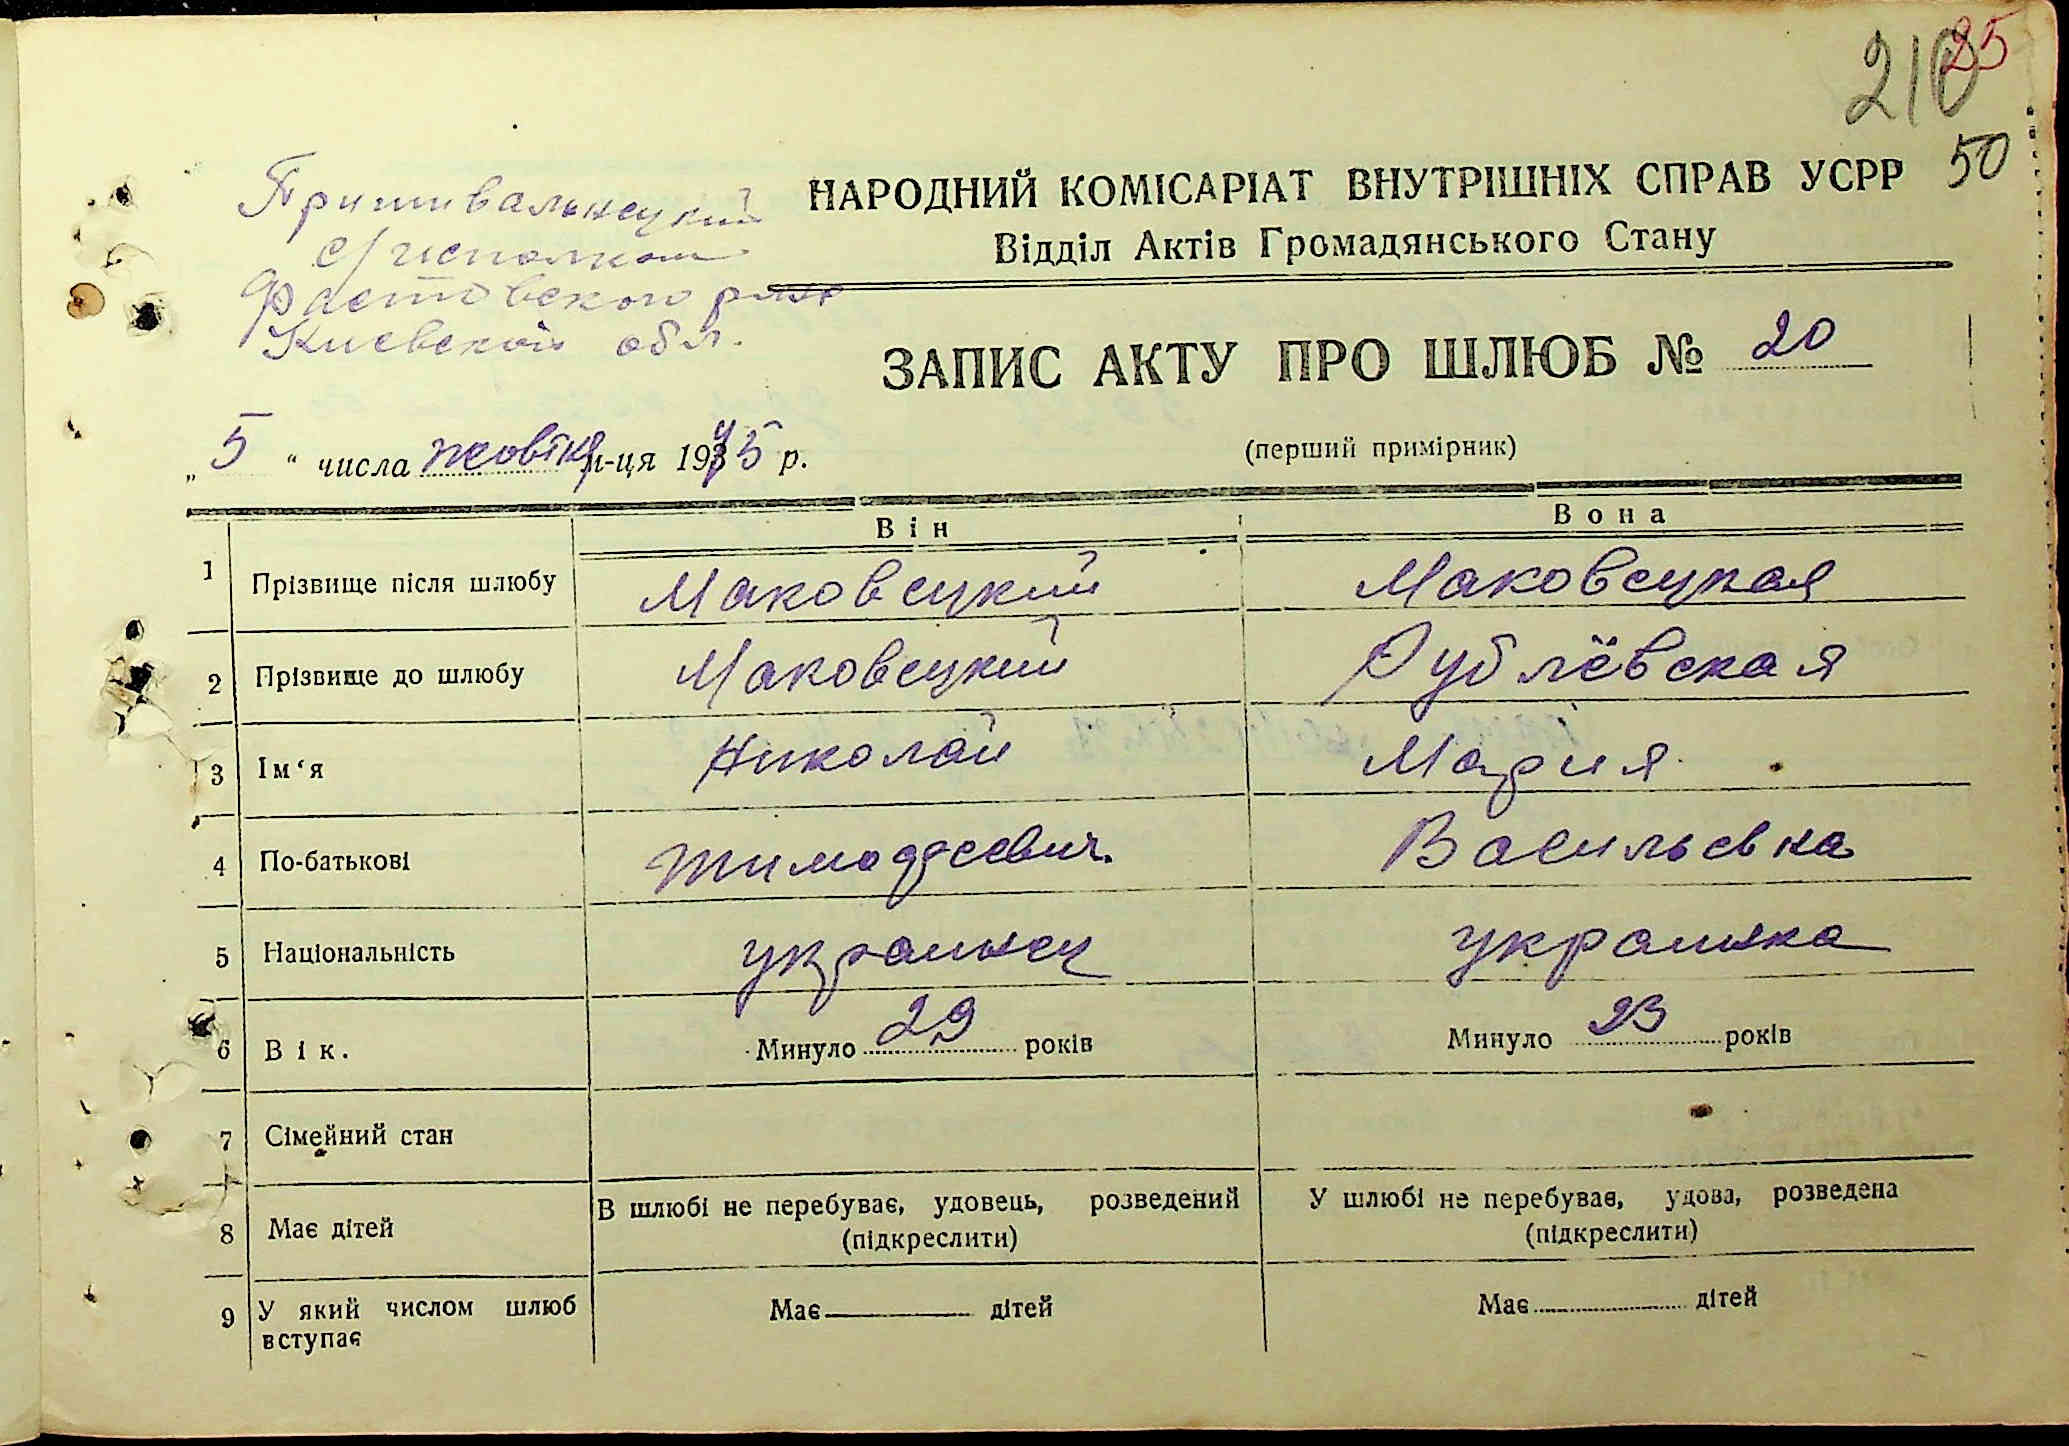 210 25
50
Пришивальнецкий
с/исполком
Фастовского р-на
Киевской обл.
НАРОДНИЙ КОМІСАРІАТ ВНУТРІШНІХ СПРАВ УСРР
Відділ Актів Громадянського Стану
ЗАПИС АКТУ ПРО ШЛЮБ № 20
„ 5 “ числа жовтня м-ця 1945 р.
(перший примірник)
Він Вона
1 Прізвище після шлюбу Маковецкий Маковецкая
2 Прізвище до шлюбу Маковецкий Рублёвская
3 Ім‘я Николай Мария
4 По-батькові Тимофеевич. Васильевна
5 Національність украинец украинка
6 Вік. Минуло 29 років Минуло 23 років
7 Сімейний стан
8 Має дітей В шлюбі не перебуває, удовець, розведений У шлюбі не перебуває, удова, розведена
(підкреслити) (підкреслити)
9 У який числом шлюб вступає Має дітей Має дітей